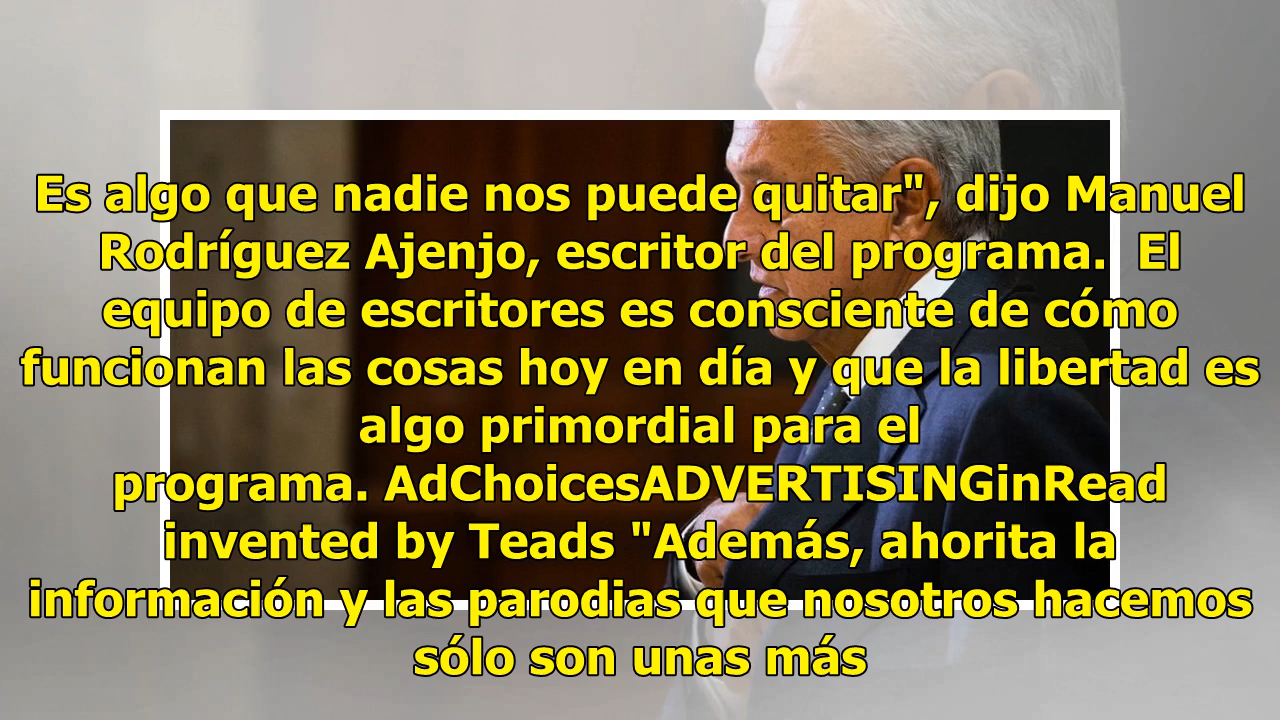 Es algo que nadie nos puede quitar", dijo Manuel
Rodríguez Ajenjo, escritor del programa.  El
equipo de escritores es consciente de cómo
funcionan las cosas hoy en día y que la libertad es
algo primordial para el
programa. AdChoicesADVERTISINGinRead
invented by Teads "Además, ahorita la
información y las parodias que nosotros hacemos
sólo son unas más